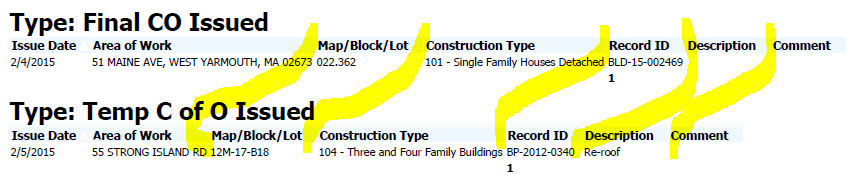 Type: Final CO Issued
Issue Date Area of Work Map/Block/Lot Construction Type Record ID Description Comment
2/4/2015 51 MAINE AVE, WEST YARMOUTH, MA 02673 022.362 101 - Single Family Houses Detached BLD-15-002469
1
Type: Temp C of O Issued
Issue Date Area of Work Map/Block/Lot Construction Type Record ID Description Comment
2/5/2015 55 STRONG ISLAND RD 12M-17-B18 104 - Three and Four Family Buildings BP-2012-0340 Re-roof
1